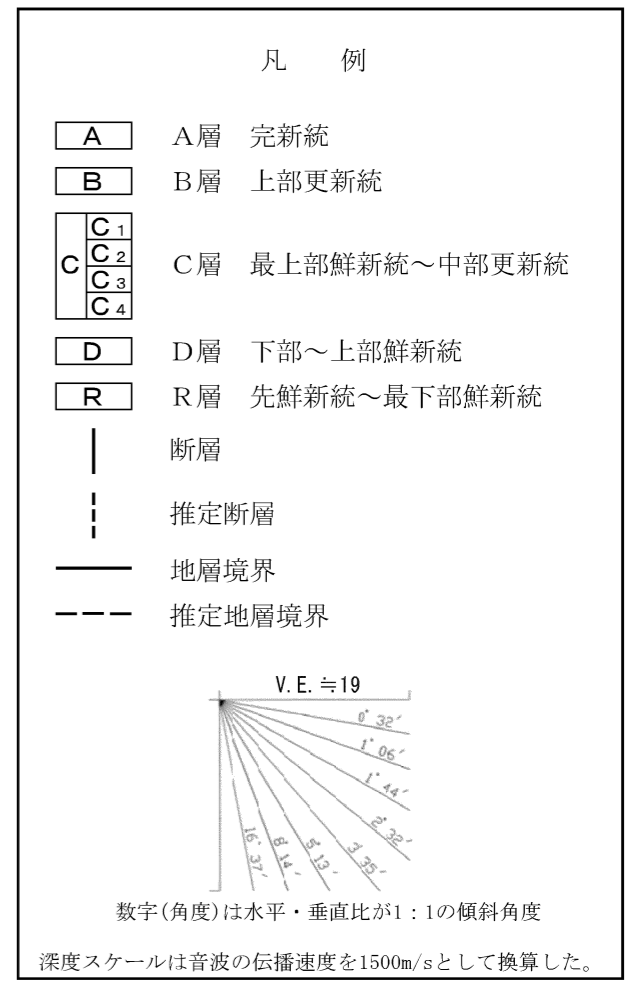 凡　例
A A層 完新統
B B層 上部更新統
C C1 C2 C3 C4 C層 最上部鮮新統～中部更新統
D D層 下部～上部鮮新統
R R層 先鮮新統～最下部鮮新統
断層
推定断層
地層境界
推定地層境界
V.E.≒19
0°32′
1°06′
1°44′
2°32′
3°35′
5°13′
8°14′
16°37′
数字(角度)は水平・垂直比が1：1の傾斜角度
深度スケールは音波の伝播速度を1500m/sとして換算した。